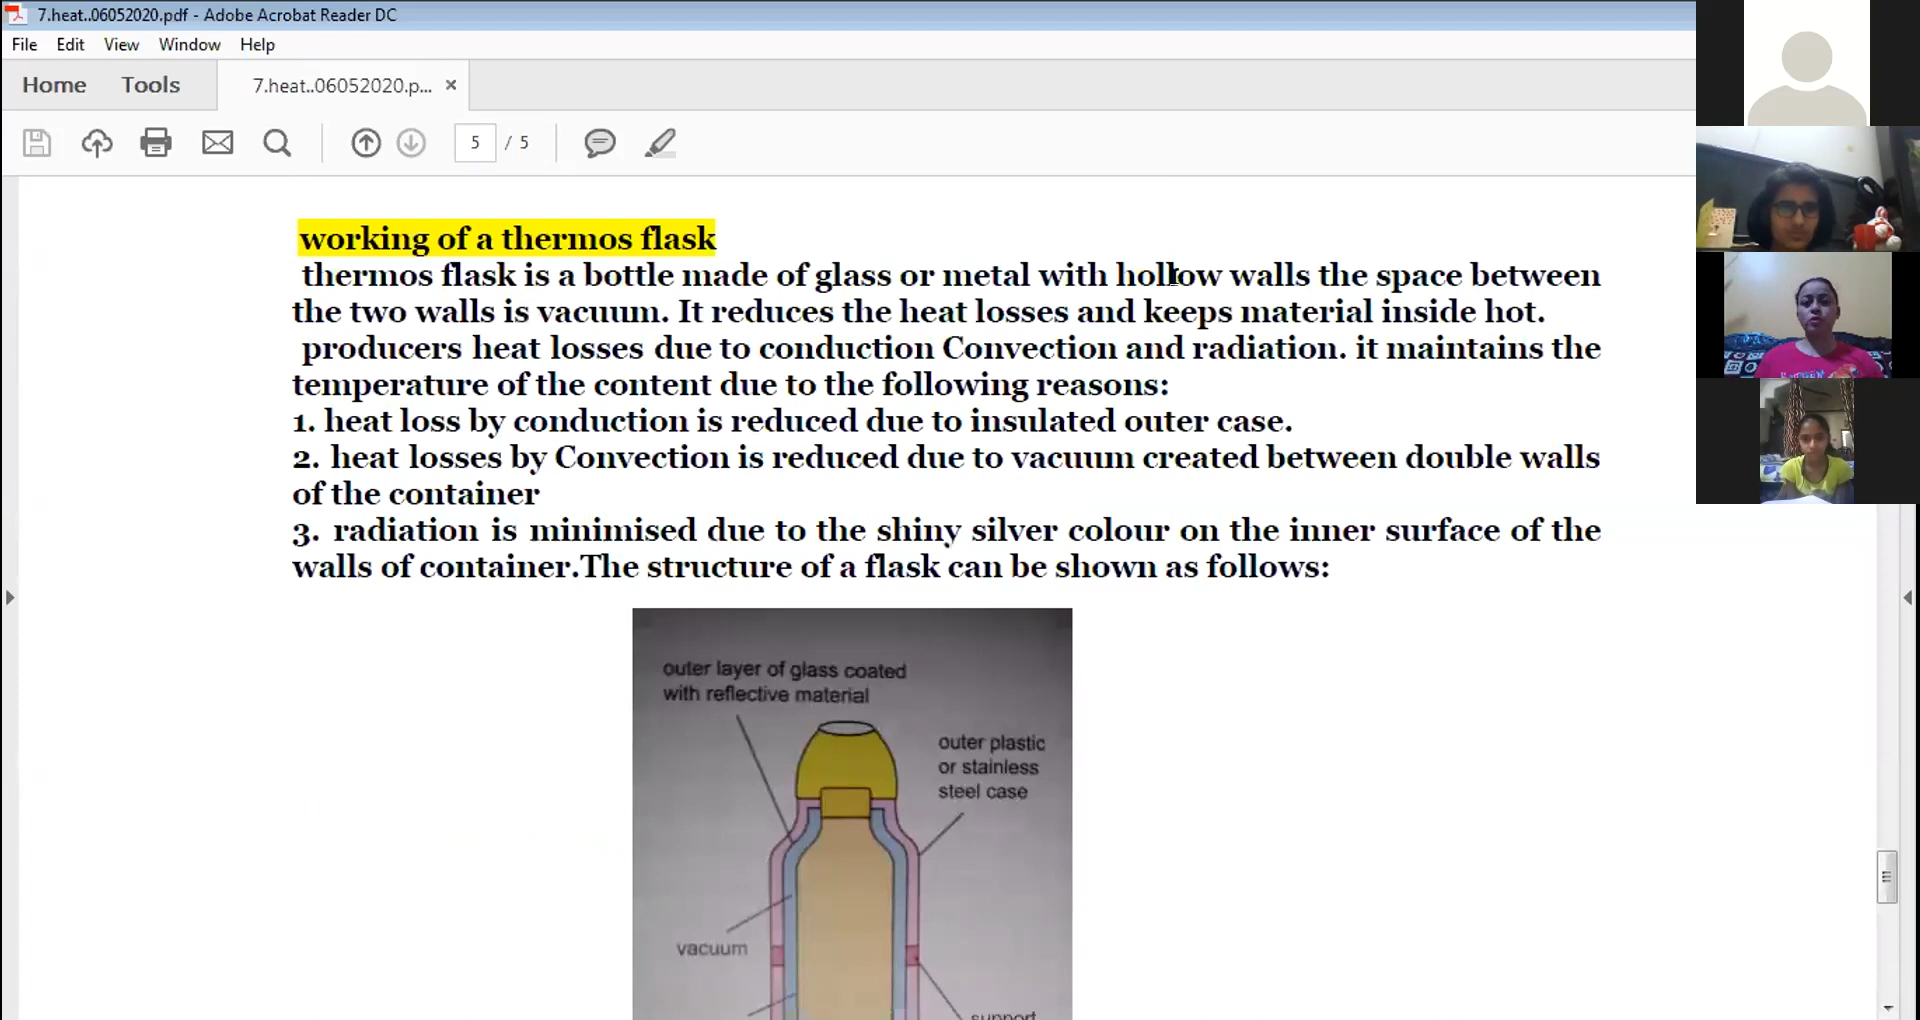 7.heat..06052020.pdf - Adobe Acrobat Reader DC
File Edit View Window Help
Home Tools 7.heat..06052020.p... ×
5 / 5
working of a thermos flask
thermos flask is a bottle made of glass or metal with hollow walls the space between
the two walls is vacuum. It reduces the heat losses and keeps material inside hot.
producers heat losses due to conduction Convection and radiation. it maintains the
temperature of the content due to the following reasons:
1. heat loss by conduction is reduced due to insulated outer case.
2. heat losses by Convection is reduced due to vacuum created between double walls
of the container
3. radiation is minimised due to the shiny silver colour on the inner surface of the
walls of container.The structure of a flask can be shown as follows:
outer layer of glass coated
with reflective material
outer plastic
or stainless
steel case
vacuum
support